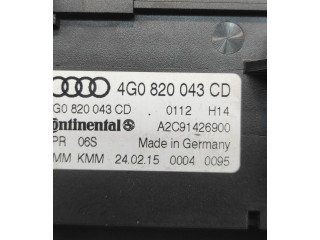 4G0 820 043 CD
G0 820 043 CD 0112 H14
Continental A2C91426900
PR 06S Made in Germany
MM KMM 24.02.15 0004 0095